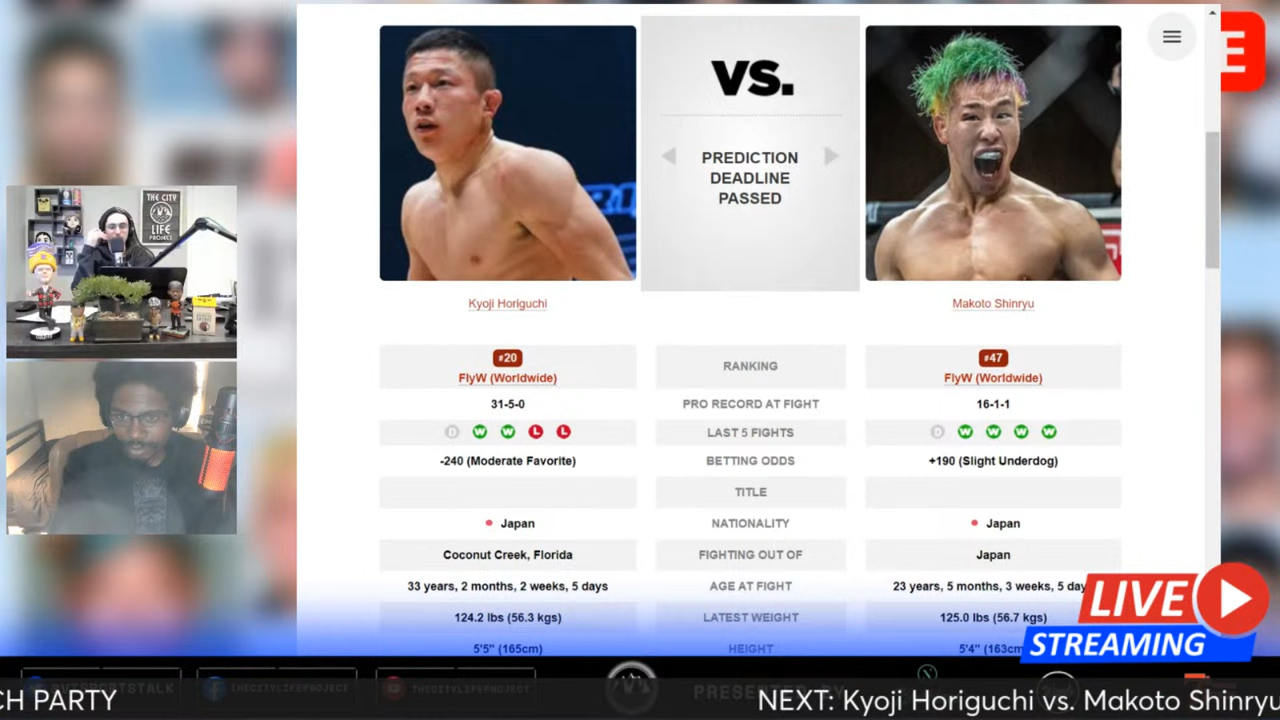 VS.
PREDICTION
DEADLINE
PASSED
E
THE CITY
LIFE
PROJECT
Kyoji Horiguchi
Makoto Shinryu
#20
RANKING
#47
FlyW (Worldwide)
FlyW (Worldwide)
31-5-0
PRO RECORD AT FIGHT
16-1-1
D W W L L
LAST 5 FIGHTS
D W W W W
-240 (Moderate Favorite)
BETTING ODDS
+190 (Slight Underdog)
TITLE
Japan
NATIONALITY
Japan
Coconut Creek, Florida
FIGHTING OUT OF
Japan
33 years, 2 months, 2 weeks, 5 days
AGE AT FIGHT
23 years, 5 months, 3 weeks, 5 day
124.2 lbs (56.3 kgs)
LATEST WEIGHT
125.0 lbs (56.7 kgs)
5'5" (165cm)
HEIGHT
5'4" (163cm
LIVE
STREAMING
THECITYLIFEPROJECT
THECITYLIFEPROJECT
PRESENTED BY
CH PARTY
NEXT: Kyoji Horiguchi vs. Makoto Shinryu